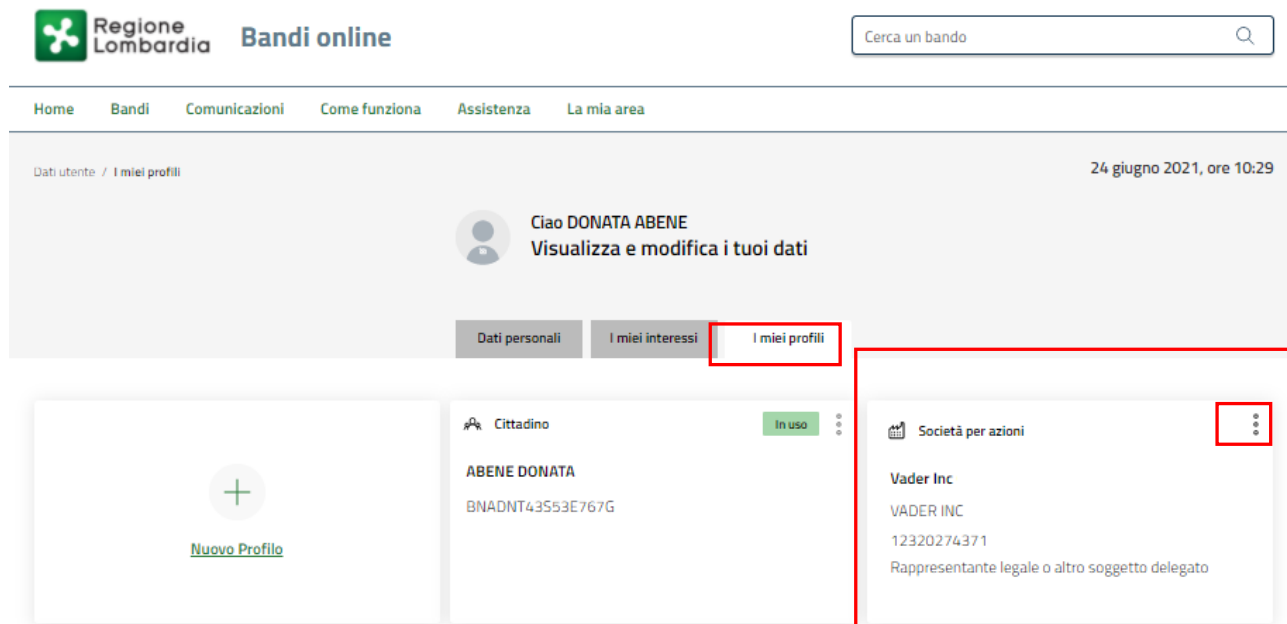 Regione
Lombardia
Bandi online
Cerca un bando
Home Bandi Comunicazioni Come funziona Assistenza La mia area
Dati utente / I miei profili
24 giugno 2021, ore 10:29
Ciao DONATA ABENE
Visualizza e modifica i tuoi dati
Dati personali I miei interessi I miei profili
Nuovo Profilo
Cittadino In uso
ABENE DONATA
BNADNT43S53E767G
Società per azioni
Vader Inc
VADER INC
12320274371
Rappresentante legale o altro soggetto delegato